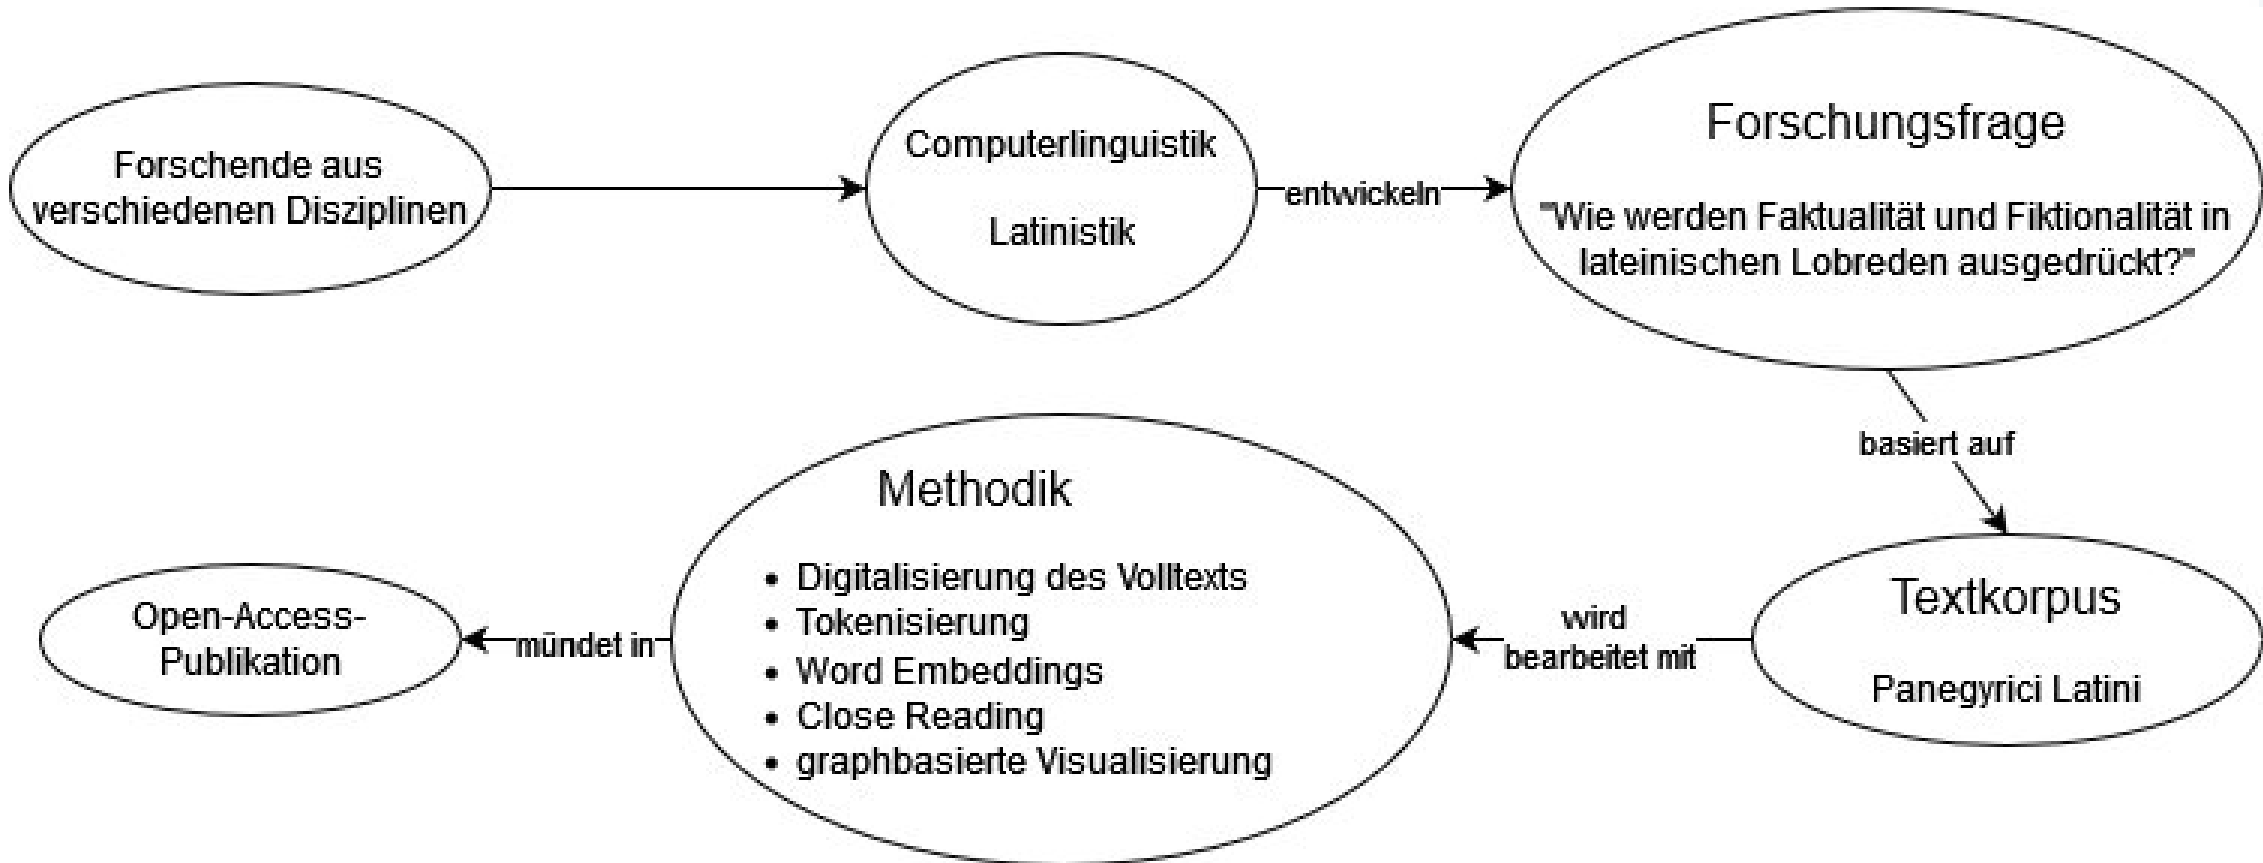 Forschende aus
verschiedenen Disziplinen
Computerlinguistik
Latinistik
entwickeln
Forschungsfrage
"Wie werden Faktualität und Fiktionalität in
lateinischen Lobreden ausgedrückt?"
basiert auf
Textkorpus
Panegyrici Latini
wird
bearbeitet mit
Methodik
• Digitalisierung des Volltexts
• Tokenisierung
• Word Embeddings
• Close Reading
• graphbasierte Visualisierung
mündet in
Open-Access-
Publikation